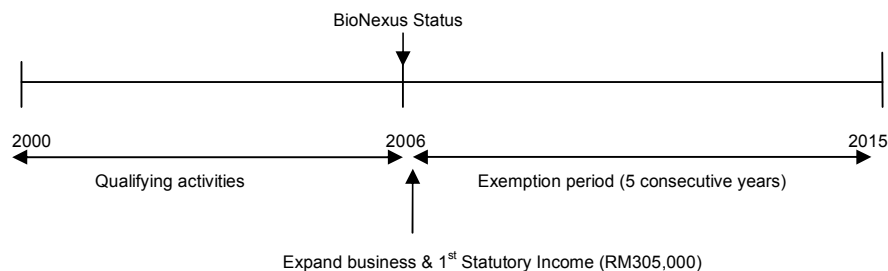 BioNexus Status
2000 2006 2015
Qualifying activities Exemption period (5 consecutive years)
Expand business & 1st Statutory Income (RM305,000)